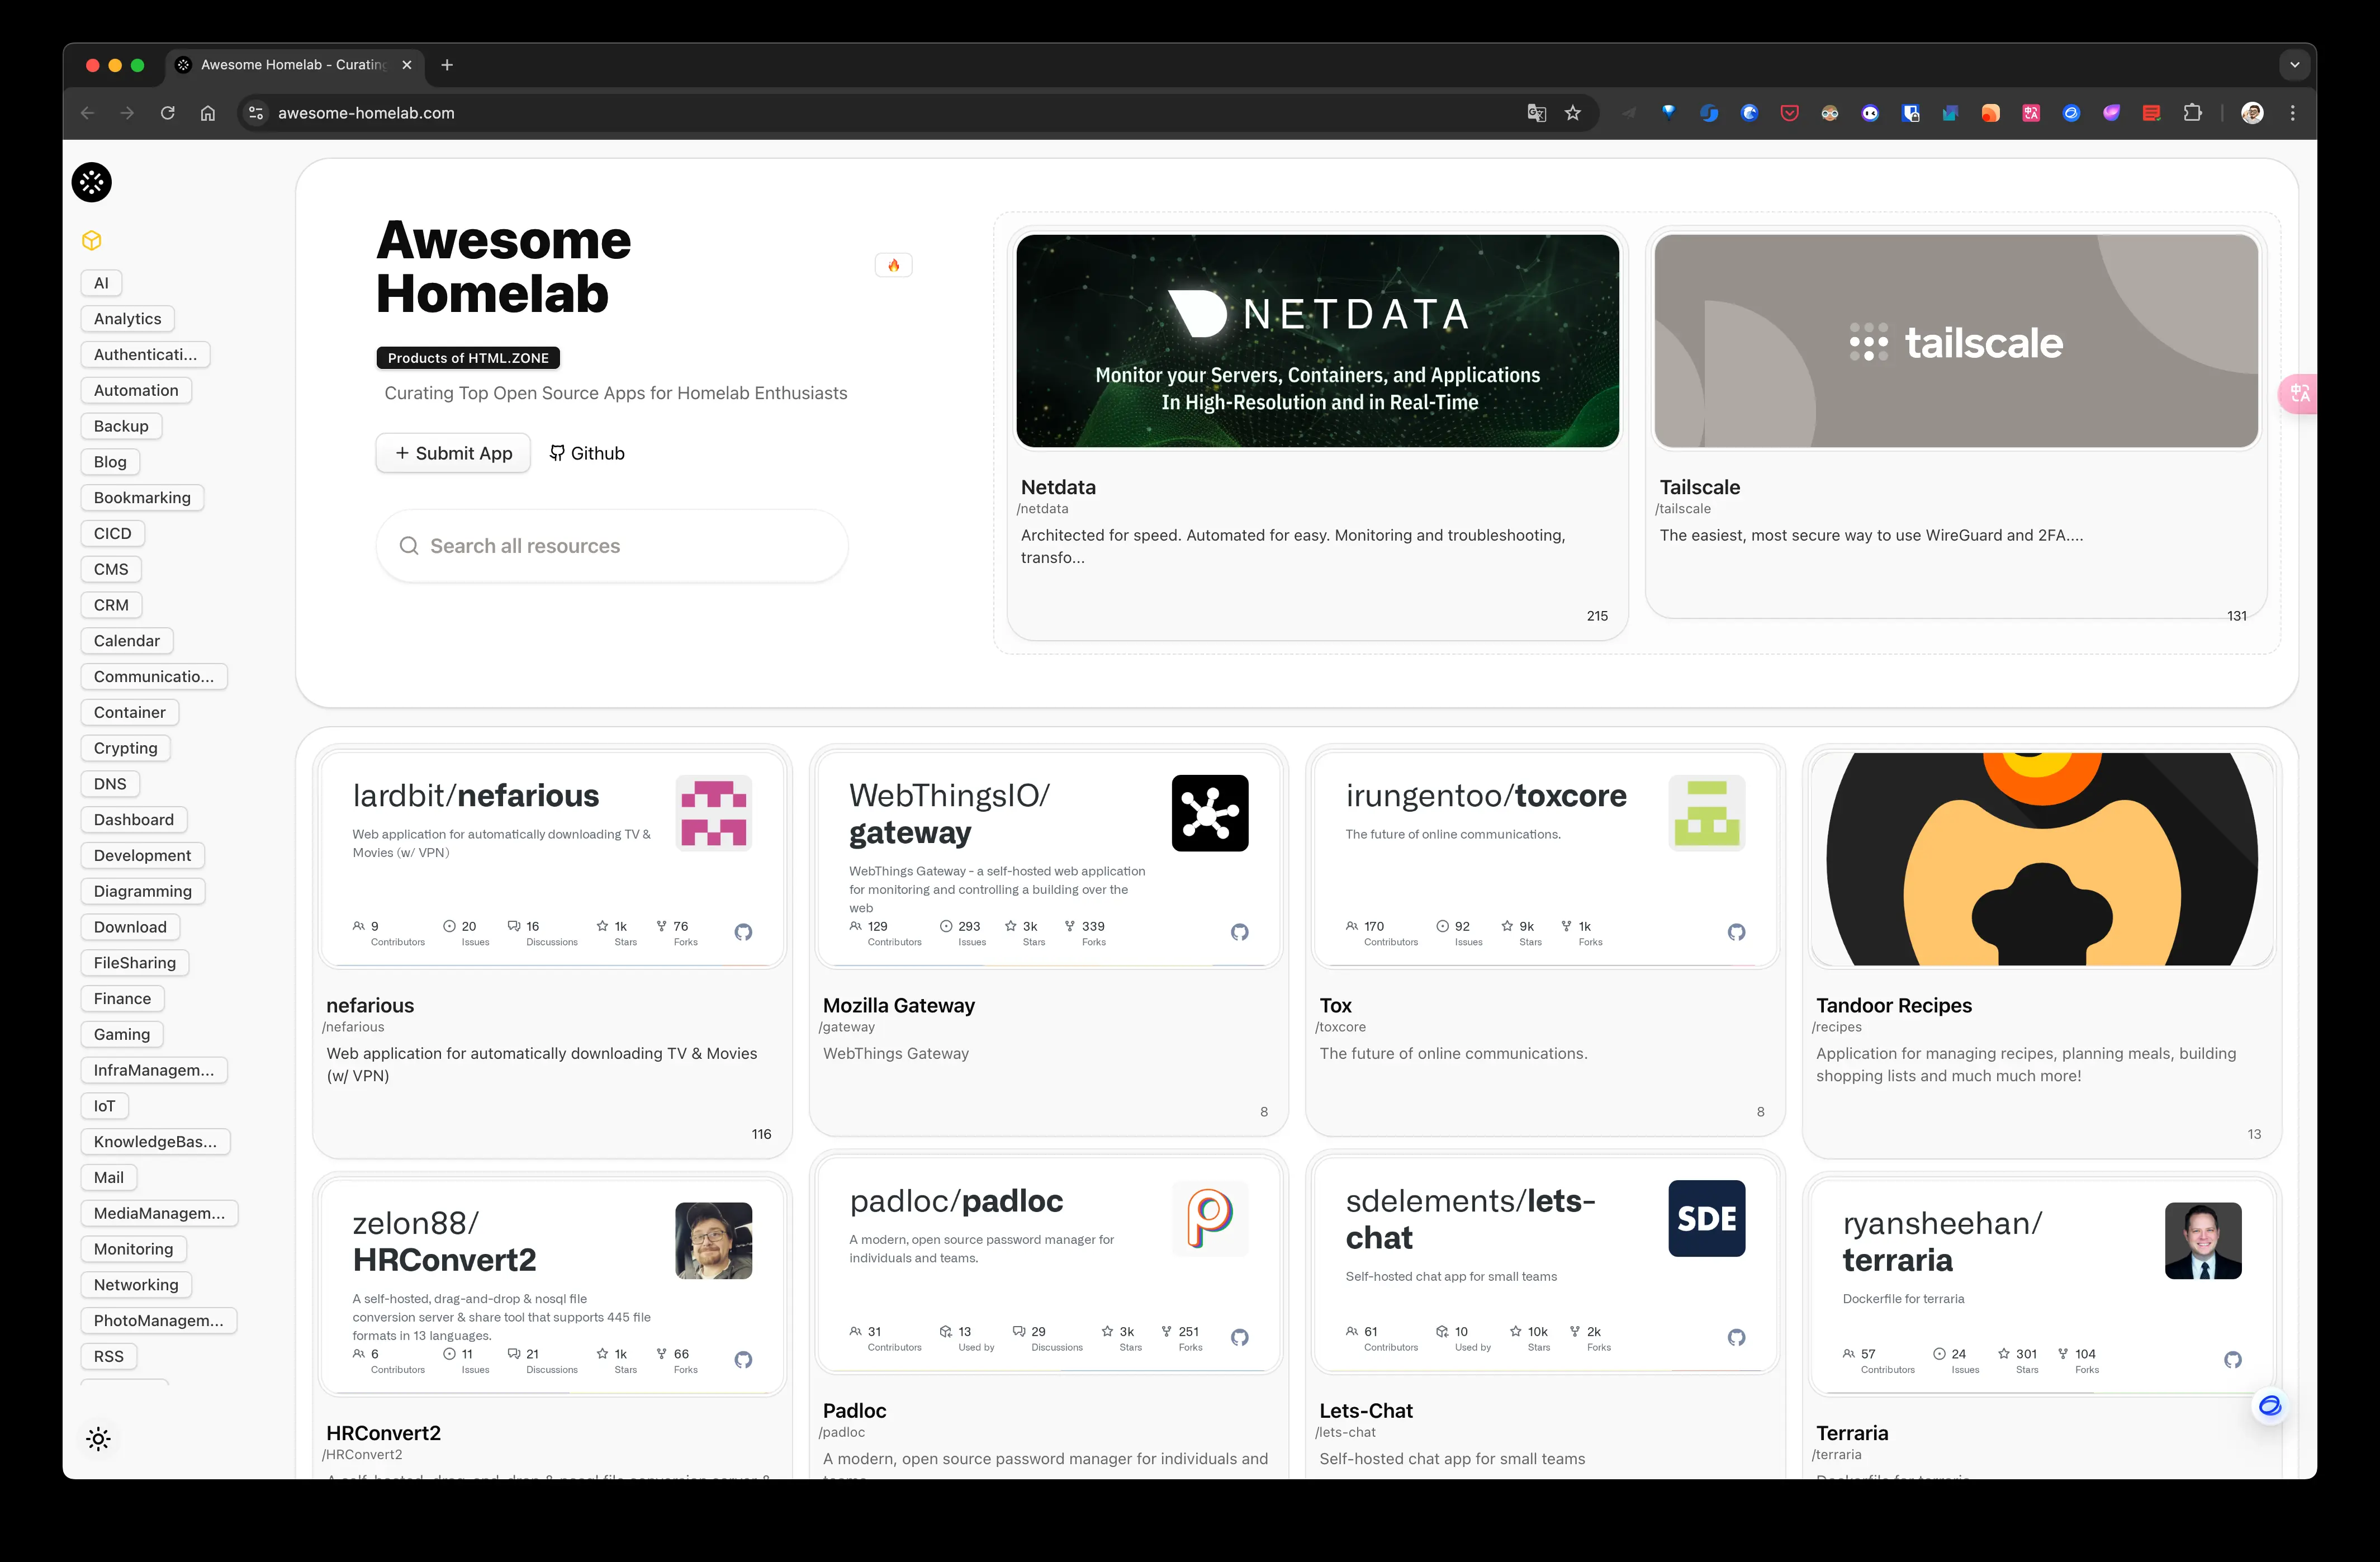 Awesome Homelab - Curating
awesome-homelab.com
AI
Analytics
Authenticati...
Automation
Backup
Blog
Bookmarking
CICD
CMS
CRM
Calendar
Communicatio...
Container
Crypting
DNS
Dashboard
Development
Diagramming
Download
FileSharing
Finance
Gaming
InfraManagem...
IoT
KnowledgeBas...
Mail
MediaManagem...
Monitoring
Networking
PhotoManagem...
RSS
Awesome
Homelab
Products of HTML.ZONE
Curating Top Open Source Apps for Homelab Enthusiasts
+ Submit App
Github
Search all resources
NETDATA
Monitor your Servers, Containers, and Applications
In High-Resolution and in Real-Time
Netdata
/netdata
Architected for speed. Automated for easy. Monitoring and troubleshooting,
transfo...
215
tailscale
Tailscale
/tailscale
The easiest, most secure way to use WireGuard and 2FA....
131
中A
lardbit/nefarious
Web application for automatically downloading TV &
Movies (w/ VPN)
9 20 16 1k 76
Contributors Issues Discussions Stars Forks
nefarious
/nefarious
Web application for automatically downloading TV & Movies
(w/ VPN)
116
WebThingsIO/
gateway
WebThings Gateway - a self-hosted web application
for monitoring and controlling a building over the
web
129 293 3k 339
Contributors Issues Stars Forks
Mozilla Gateway
/gateway
WebThings Gateway
8
irungentoo/toxcore
The future of online communications.
170 92 9k 1k
Contributors Issues Stars Forks
Tox
/toxcore
The future of online communications.
8
Tandoor Recipes
/recipes
Application for managing recipes, planning meals, building
shopping lists and much much more!
13
zelon88/
HRConvert2
A self-hosted, drag-and-drop & nosql file
conversion server & share tool that supports 445 file
formats in 13 languages.
6 11 21 1k 66
Contributors Issues Discussions Stars Forks
HRConvert2
/HRConvert2
A self-hosted, drag-and-drop & nosql file conversion server &
padloc/padloc
A modern, open source password manager for
individuals and teams.
31 13 29 3k 251
Contributors Used by Discussions Stars Forks
Padloc
/padloc
A modern, open source password manager for individuals and
teams.
sdelements/lets-
chat
SDE
Self-hosted chat app for small teams
61 10 10k 2k
Contributors Used by Stars Forks
Lets-Chat
/lets-chat
Self-hosted chat app for small teams
ryansheehan/
terraria
Dockerfile for terraria
57 24 301 104
Contributors Issues Stars Forks
Terraria
/terraria
Dockerfile for terraria